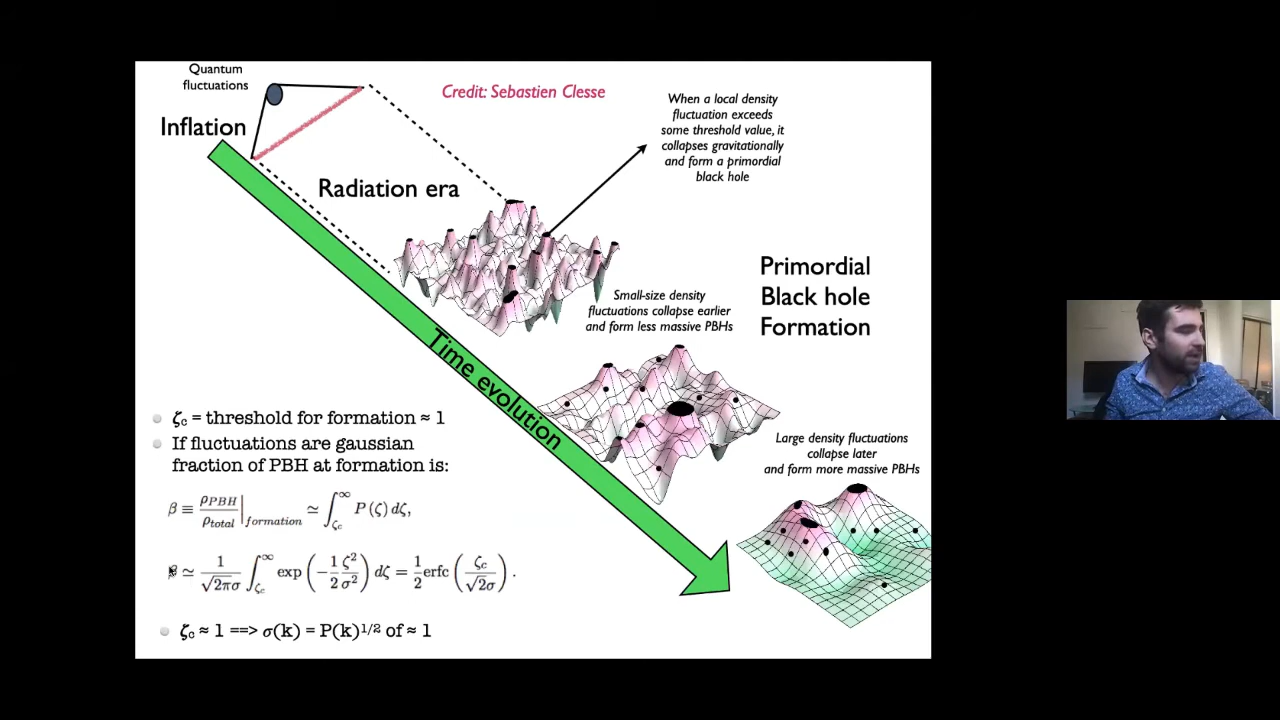 Quantum
fluctuations
Inflation
Credit: Sebastien Clesse
When a local density
fluctuation exceeds
some threshold value, it
collapses gravitationally
and form a primordial
black hole
Radiation era
Primordial
Black hole
Formation
Small-size density
fluctuations collapse earlier
and form less massive PBHs
Time evolution
Large density fluctuations
collapse later
and form more massive PBHs
ζc = threshold for formation ≈ 1
If fluctuations are gaussian
fraction of PBH at formation is:
β ≡ ρPBH / ρtotal |formation ≃ ∫ζc^∞ P(ζ) dζ,
β ≃ 1/(√2πσ) ∫ζc^∞ exp(−1/2 ζ²/σ²) dζ = 1/2 erfc(ζc/(√2σ)).
ζc ≈ 1 ==> σ(k) = P(k)^1/2 of ≈ 1